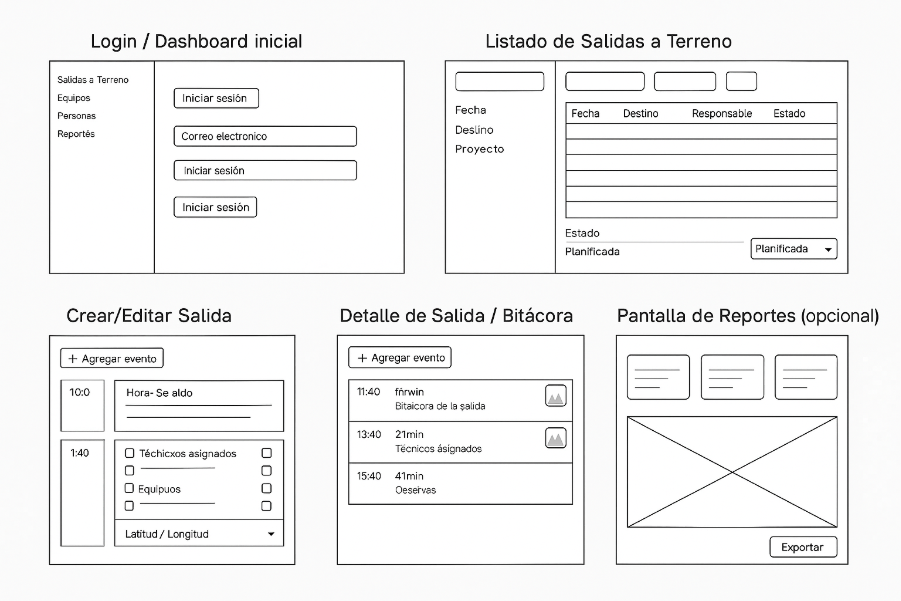 Login / Dashboard inicial
Salidas a Terreno
Equipos
Personas
Reportés
Iniciar sesión
Correo electronico
Iniciar sesión
Iniciar sesión
Listado de Salidas a Terreno
Fecha
Destino
Proyecto
Fecha Destino Responsable Estado
Estado
Planificada
Planificada
Crear/Editar Salida
+ Agregar evento
10:0
Hora- Se aldo
1:40
Téchicxos asignados
Equipuos
Latitud / Longitud
Detalle de Salida / Bitácora
+ Agregar evento
11:40 fñrwin
Bitaicora de la şalida
13:40 21min
Técnicos ásignados
15:40 41min
Oeservas
Pantalla de Reportes (opcional)
Exportar